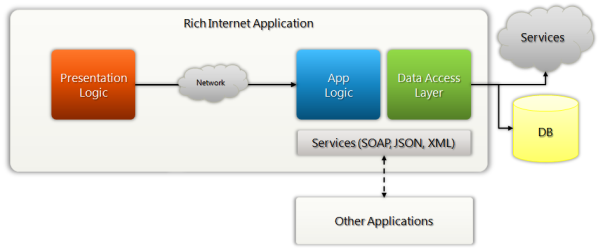 Rich Internet Application
Services
Presentation
Logic
Network
App
Logic
Data Access
Layer
DB
Services (SOAP, JSON, XML)
Other Applications